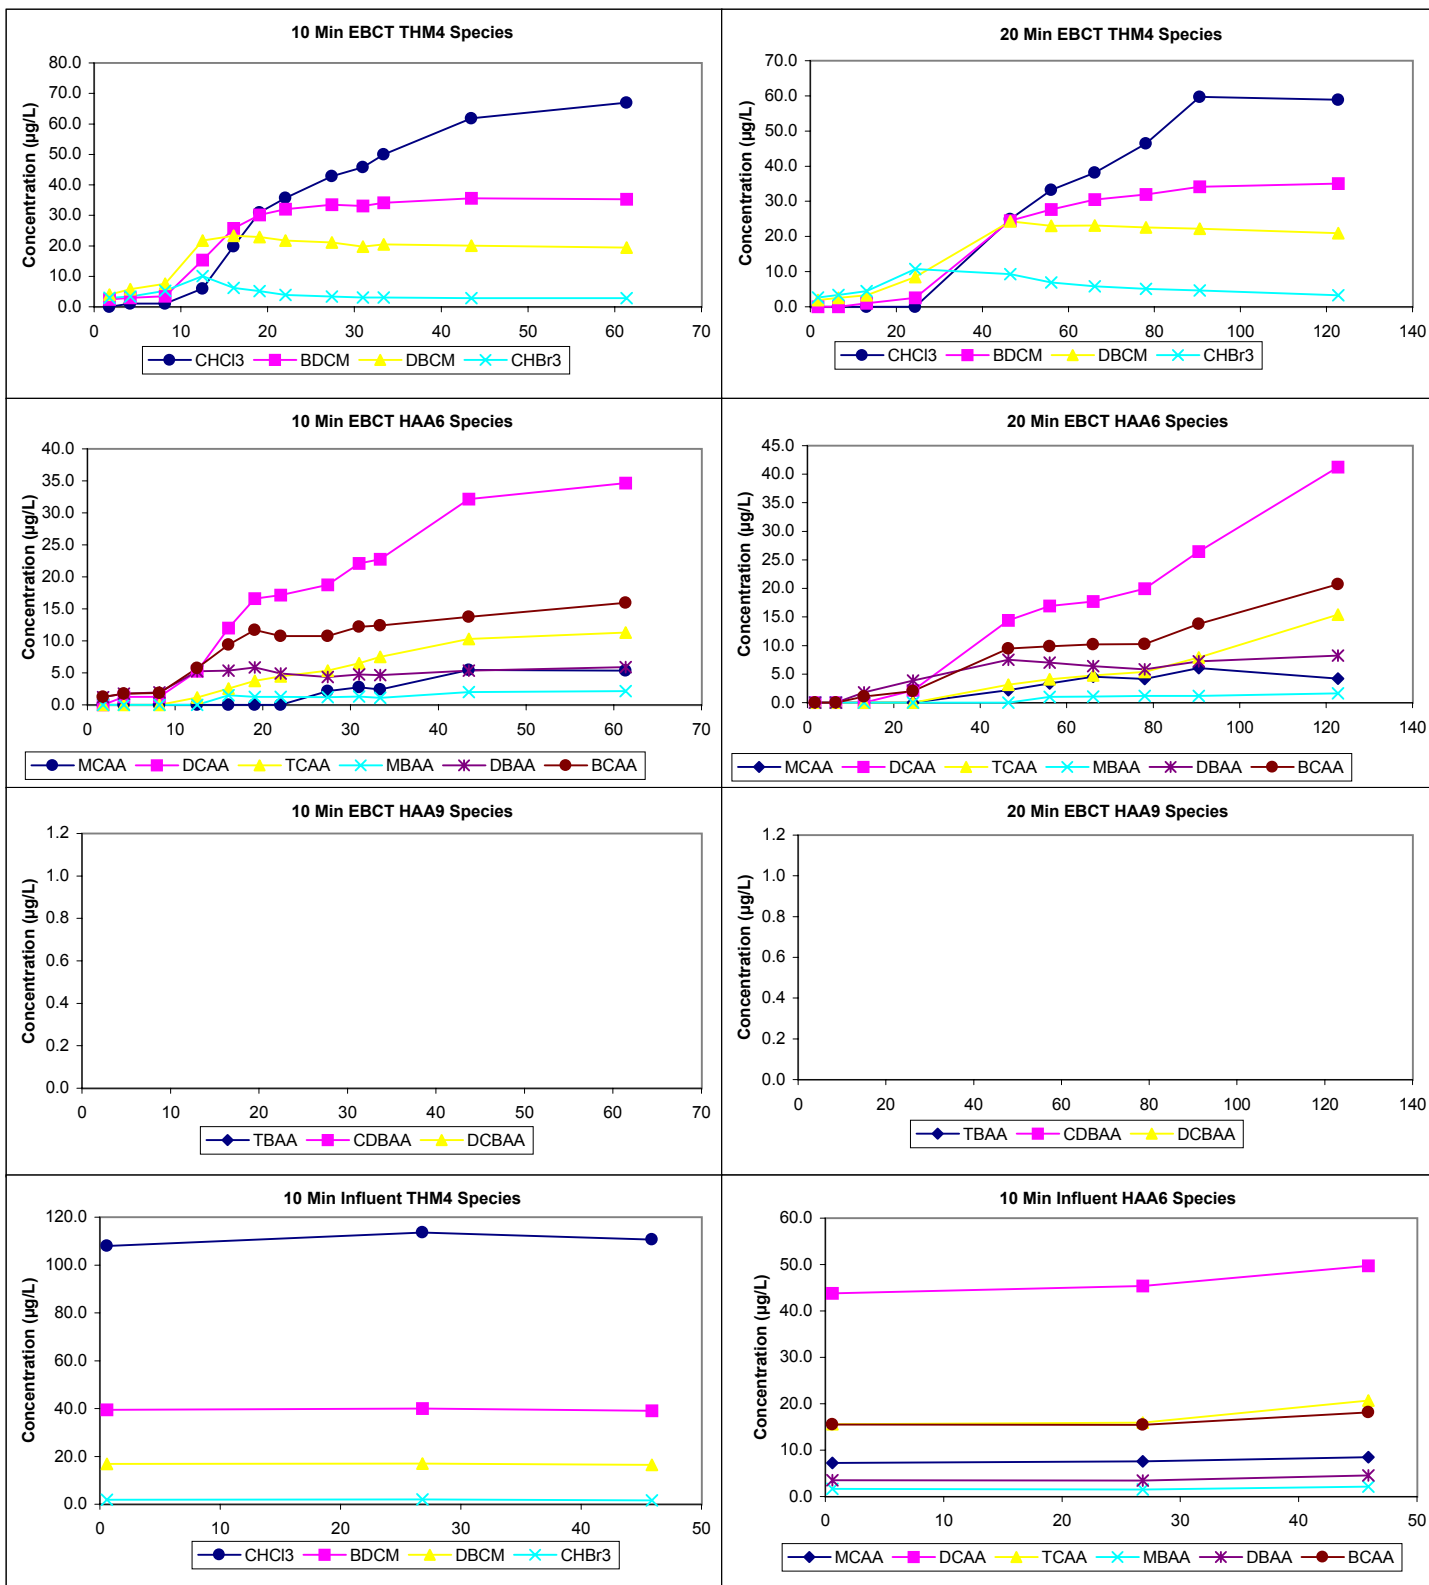 10 Min EBCT THM4 Species
Concentration (µg/L)
80.0
70.0
60.0
50.0
40.0
30.0
20.0
10.0
0.0
0 10 20 30 40 50 60 70
CHCl3 BDCM DBCM CHBr3
20 Min EBCT THM4 Species
Concentration (µg/L)
70.0
60.0
50.0
40.0
30.0
20.0
10.0
0.0
0 20 40 60 80 100 120 140
CHCl3 BDCM DBCM CHBr3
10 Min EBCT HAA6 Species
Concentration (µg/L)
40.0
35.0
30.0
25.0
20.0
15.0
10.0
5.0
0.0
0 10 20 30 40 50 60 70
MCAA DCAA TCAA MBAA DBAA BCAA
20 Min EBCT HAA6 Species
Concentration (µg/L)
45.0
40.0
35.0
30.0
25.0
20.0
15.0
10.0
5.0
0.0
0 20 40 60 80 100 120 140
MCAA DCAA TCAA MBAA DBAA BCAA
10 Min EBCT HAA9 Species
Concentration (µg/L)
1.2
1.0
0.8
0.6
0.4
0.2
0.0
0 10 20 30 40 50 60 70
TBAA CDBAA DCBAA
20 Min EBCT HAA9 Species
Concentration (µg/L)
1.2
1.0
0.8
0.6
0.4
0.2
0.0
0 20 40 60 80 100 120 140
TBAA CDBAA DCBAA
10 Min Influent THM4 Species
Concentration (µg/L)
120.0
100.0
80.0
60.0
40.0
20.0
0.0
0 10 20 30 40 50
CHCl3 BDCM DBCM CHBr3
10 Min Influent HAA6 Species
Concentration (µg/L)
60.0
50.0
40.0
30.0
20.0
10.0
0.0
0 10 20 30 40 50
MCAA DCAA TCAA MBAA DBAA BCAA